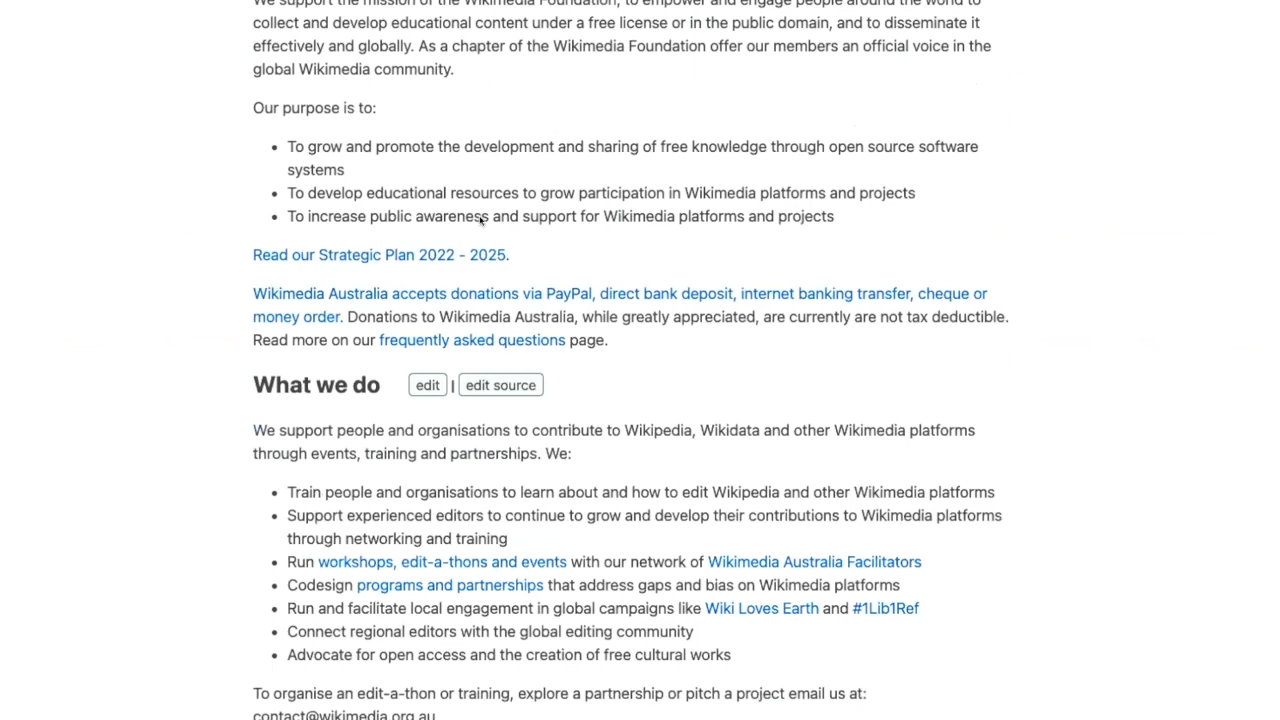 We support the mission of the Wikimedia Foundation, to empower and engage people around the world to
collect and develop educational content under a free license or in the public domain, and to disseminate it
effectively and globally. As a chapter of the Wikimedia Foundation offer our members an official voice in the
global Wikimedia community.
Our purpose is to:
• To grow and promote the development and sharing of free knowledge through open source software
systems
• To develop educational resources to grow participation in Wikimedia platforms and projects
• To increase public awareness and support for Wikimedia platforms and projects
Read our Strategic Plan 2022 - 2025.
Wikimedia Australia accepts donations via PayPal, direct bank deposit, internet banking transfer, cheque or
money order. Donations to Wikimedia Australia, while greatly appreciated, are currently are not tax deductible.
Read more on our frequently asked questions page.
What we do edit | edit source
We support people and organisations to contribute to Wikipedia, Wikidata and other Wikimedia platforms
through events, training and partnerships. We:
• Train people and organisations to learn about and how to edit Wikipedia and other Wikimedia platforms
• Support experienced editors to continue to grow and develop their contributions to Wikimedia platforms
through networking and training
• Run workshops, edit-a-thons and events with our network of Wikimedia Australia Facilitators
• Codesign programs and partnerships that address gaps and bias on Wikimedia platforms
• Run and facilitate local engagement in global campaigns like Wiki Loves Earth and #1Lib1Ref
• Connect regional editors with the global editing community
• Advocate for open access and the creation of free cultural works
To organise an edit-a-thon or training, explore a partnership or pitch a project email us at:
contact@wikimedia.org.au